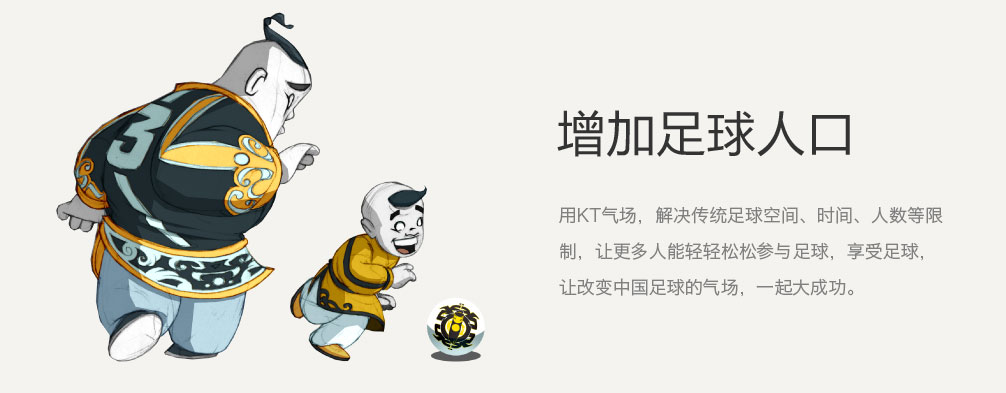 增加足球人口
用KT气场，解决传统足球空间、时间、人数等限
制，让更多人能轻轻松松参与足球，享受足球，
让改变中国足球的气场，一起大成功。
3